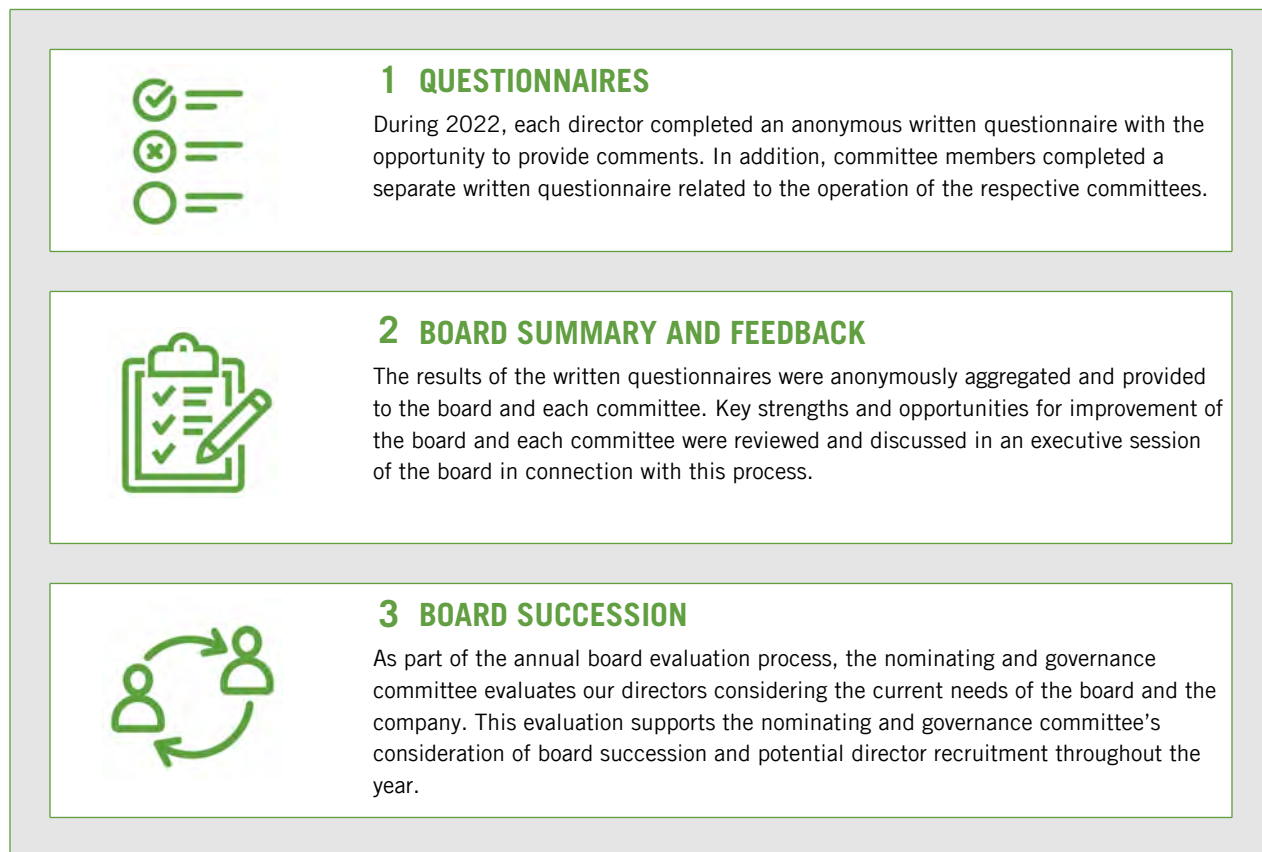 1 QUESTIONNAIRES
During 2022, each director completed an anonymous written questionnaire with the
opportunity to provide comments. In addition, committee members completed a
separate written questionnaire related to the operation of the respective committees.
2 BOARD SUMMARY AND FEEDBACK
The results of the written questionnaires were anonymously aggregated and provided
to the board and each committee. Key strengths and opportunities for improvement of
the board and each committee were reviewed and discussed in an executive session
of the board in connection with this process.
3 BOARD SUCCESSION
As part of the annual board evaluation process, the nominating and governance
committee evaluates our directors considering the current needs of the board and the
company. This evaluation supports the nominating and governance committee’s
consideration of board succession and potential director recruitment throughout the
year.